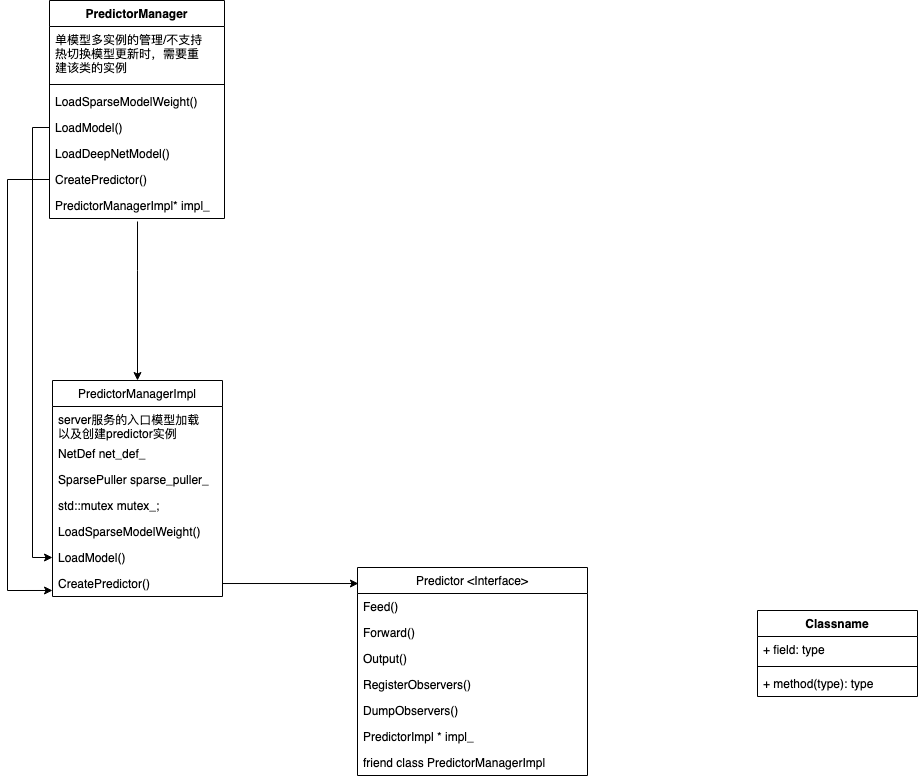 PredictorManager
单模型多实例的管理/不支持
热切换模型更新时，需要重
建该类的实例
LoadSparseModelWeight()
LoadModel()
LoadDeepNetModel()
CreatePredictor()
PredictorManagerImpl* impl_
PredictorManagerImpl
server服务的入口模型加载
以及创建predictor实例
NetDef net_def_
SparsePuller sparse_puller_
std::mutex mutex_;
LoadSparseModelWeight()
LoadModel()
CreatePredictor()
Predictor <Interface>
Feed()
Forward()
Output()
RegisterObservers()
DumpObservers()
PredictorImpl * impl_
friend class PredictorManagerImpl
Classname
+ field: type
+ method(type): type